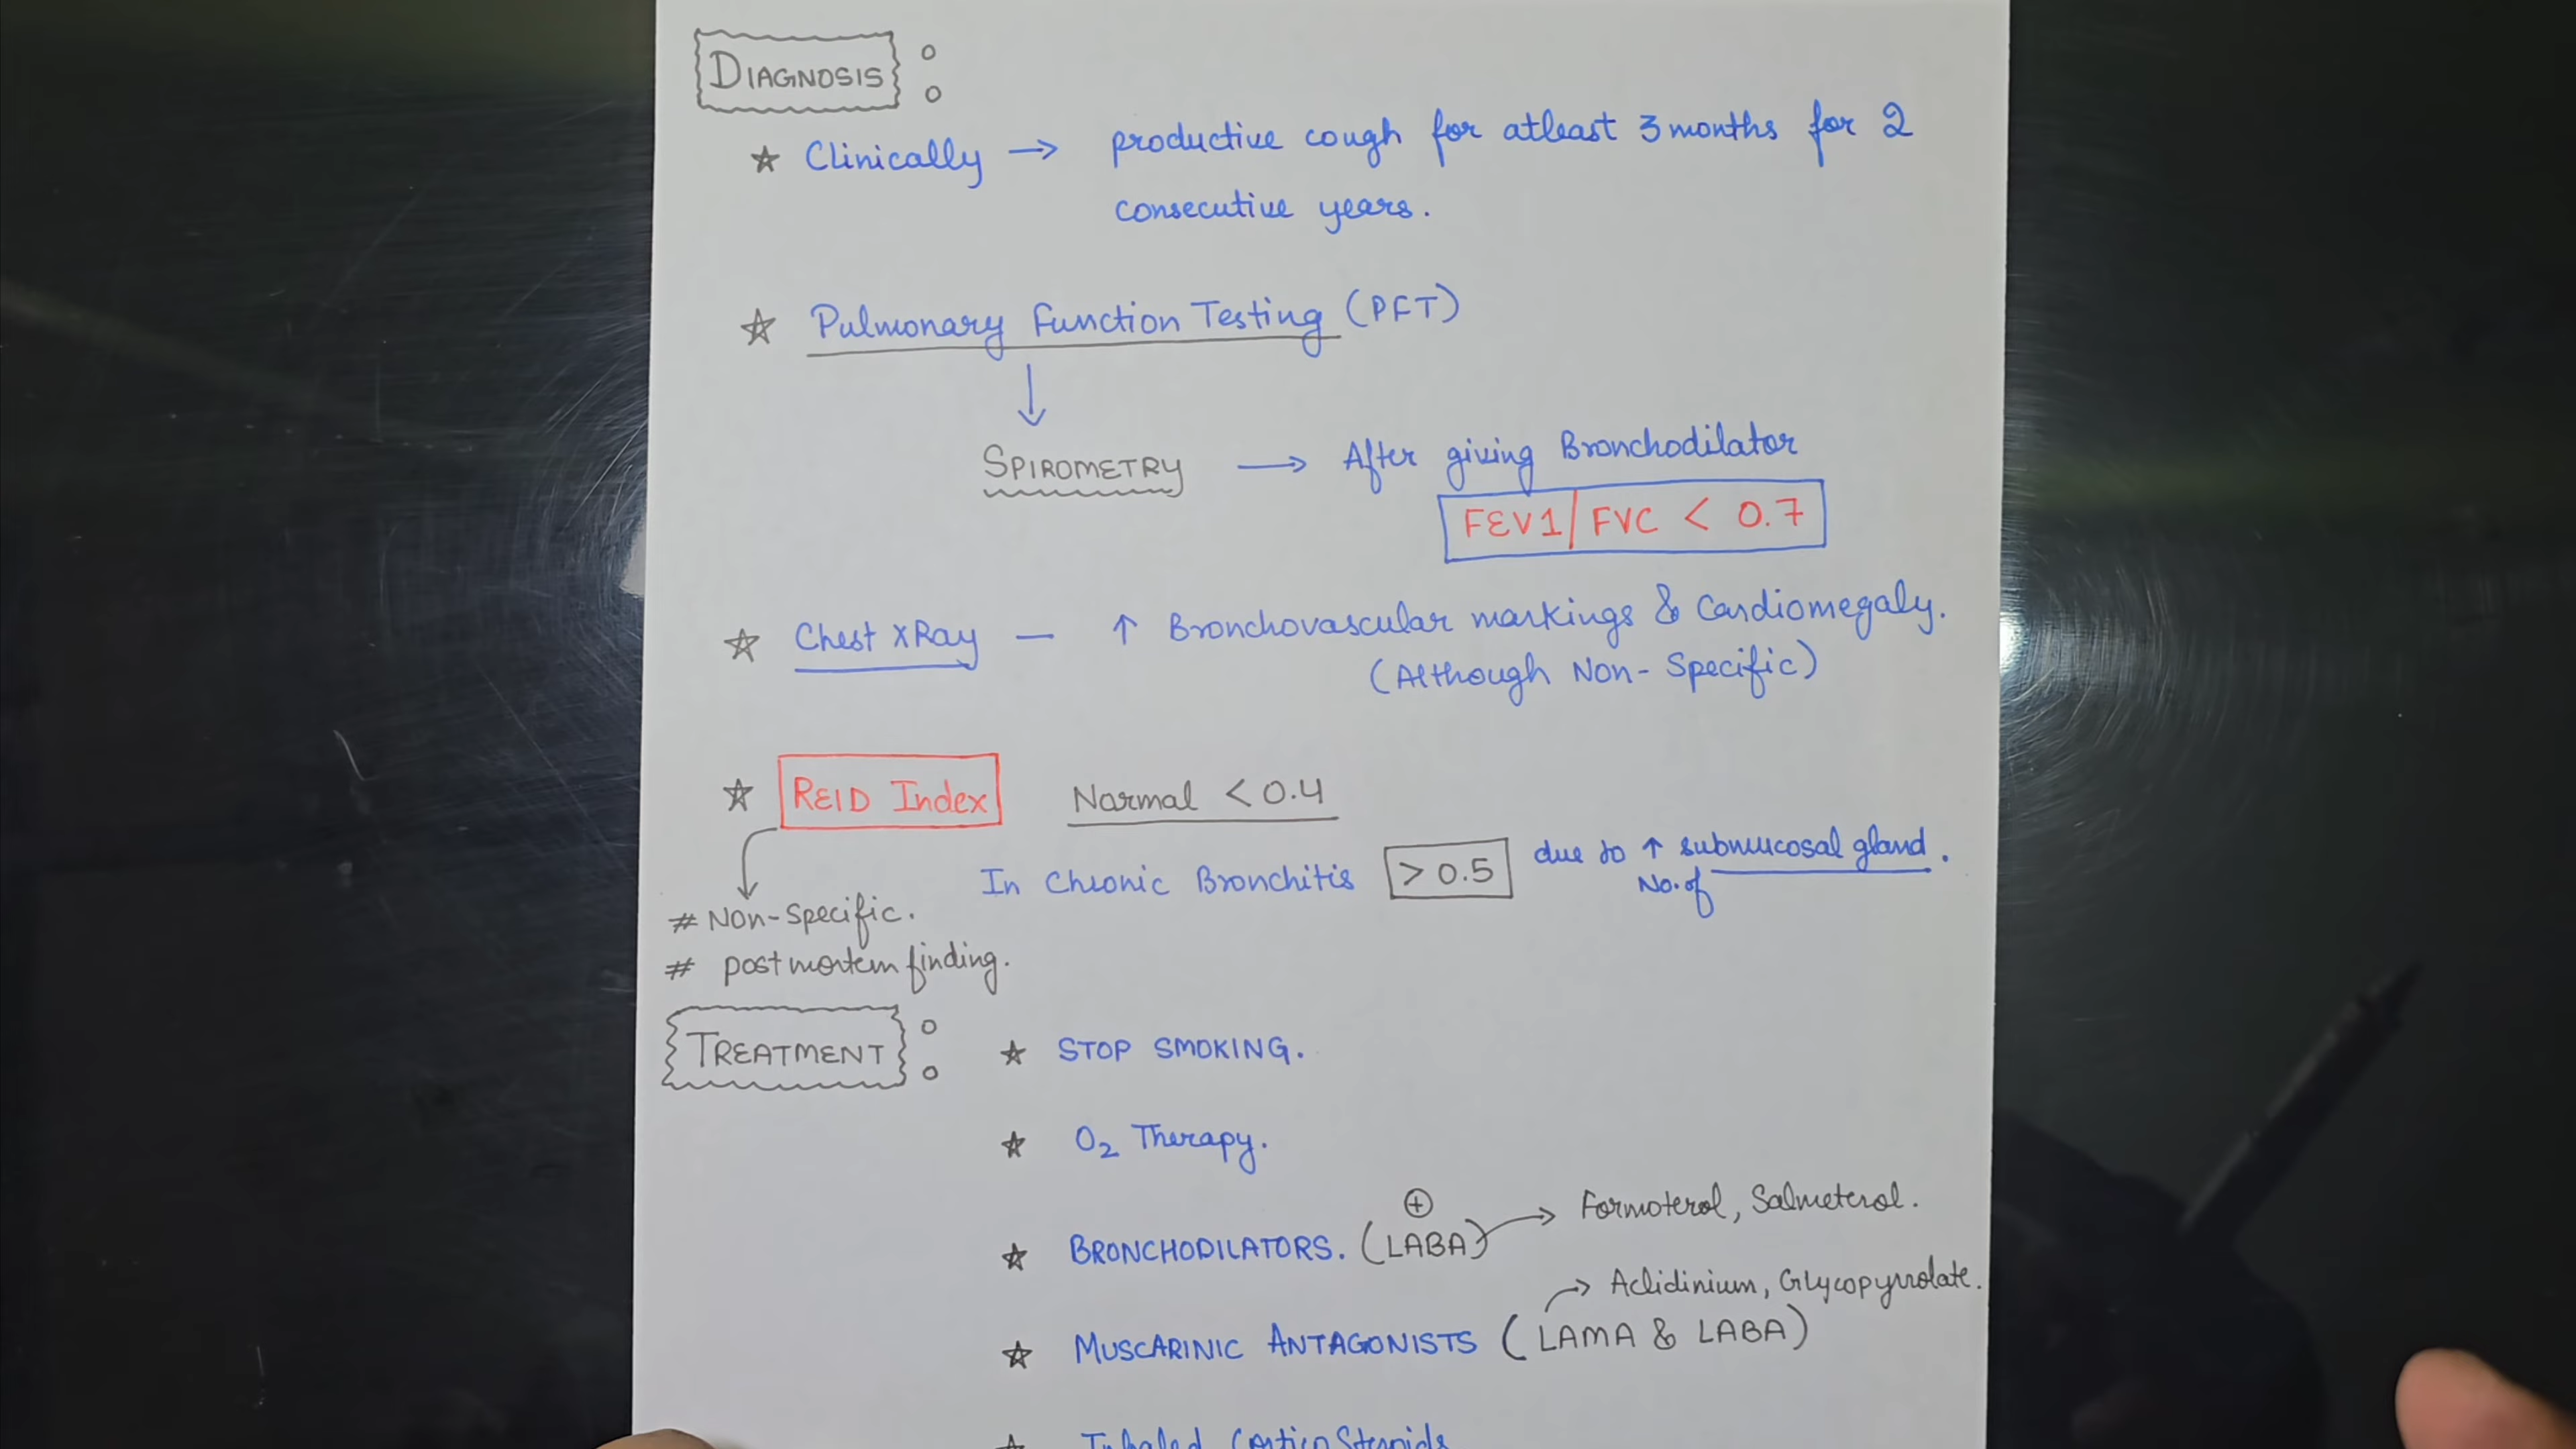 DIAGNOSIS :
☆ Clinically → productive cough for atleast 3 months for 2
consecutive years.
☆ Pulmonary Function Testing (PFT)
↓
SPIROMETRY → After giving Bronchodilator
FEV1/FVC < 0.7
☆ Chest XRay — ↑ Bronchovascular markings & Cardiomegaly.
(Although Non-Specific)
☆ REID Index Normal <0.4
In Chronic Bronchitis >0.5 due to ↑ submucosal gland.
No. of
# Non-Specific.
# post mortem finding.
TREATMENT :
☆ STOP SMOKING.
☆ O₂ Therapy.
☆ BRONCHODILATORS. (LABA) → Formoterol, Salmeterol.
⊕
→ Aclidinium, Glycopyrrolate.
☆ MUSCARINIC ANTAGONISTS (LAMA & LABA)
☆ Inhaled CorticoSteroids